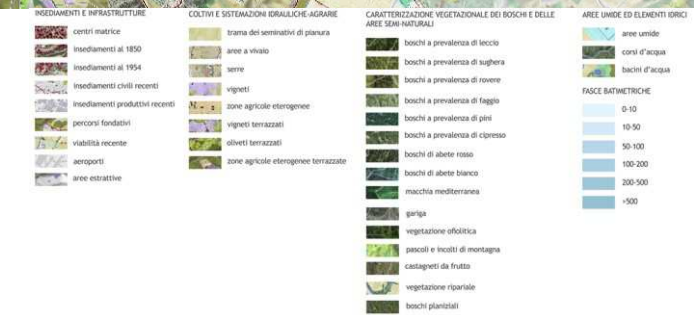 INSEDIAMENTI E INFRASTRUTTURE
centri matrice
insediamenti al 1850
insediamenti al 1954
insediamenti civili recenti
insediamenti produttivi recenti
percorsi fondativi
viabilità recente
aeroporti
aree estrattive
COLTIVI E SISTEMAZIONI IDRAULICHE-AGRARIE
trama dei seminativi di pianura
aree a vivaio
serre
vigneti
zone agricole eterogenee
vigneti terrazzati
oliveti terrazzati
zone agricole eterogenee terrazzate
CARATTERIZZAZIONE VEGETAZIONALE DEI BOSCHI E DELLE
AREE SEMI-NATURALI
boschi a prevalenza di leccio
boschi a prevalenza di sughera
boschi a prevalenza di rovere
boschi a prevalenza di faggio
boschi a prevalenza di pini
boschi a prevalenza di cipresso
boschi di abete rosso
boschi di abete bianco
macchia mediterranea
gariga
vegetazione ofiolitica
pascoli e incolti di montagna
castagneti da frutto
vegetazione ripariale
boschi planiziali
AREE UMIDE ED ELEMENTI IDRICI
aree umide
corsi d'acqua
bacini d'acqua
FASCE BATIMETRICHE
0-10
10-50
50-100
100-200
200-500
>500